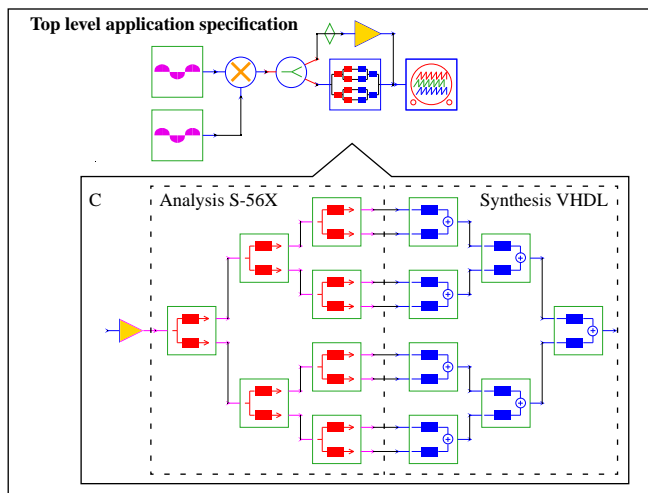 Top level application specification
C
Analysis S-56X
Synthesis VHDL